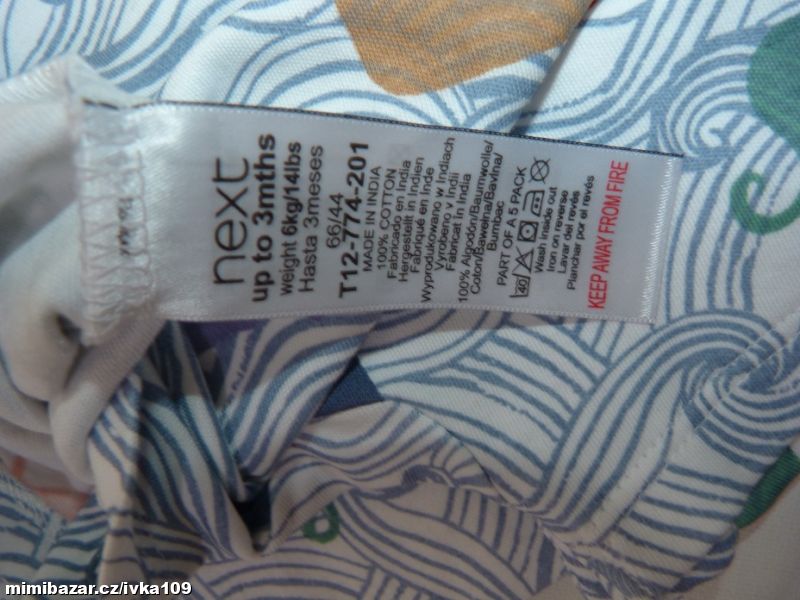 next
up to 3mths
weight 6kg/14lbs
Hasta 3meses
66/44
T12-774-201
MADE IN INDIA
100% COTTON
Fabricado en India
Hergestellt in Indien
Fabriqué en Inde
Wyprodukowano w Indiach
Vyrobeno v Indii
Fabricat în India
100% Algodón/Baumwolle/
Coton/Bawełna/Bavlna/
Bumbac
PART OF A 5 PACK
40
Wash inside out
Iron on reverse
Lavar del revés
Planchar por el revés
KEEP AWAY FROM FIRE
mimibazar.cz/ivka109